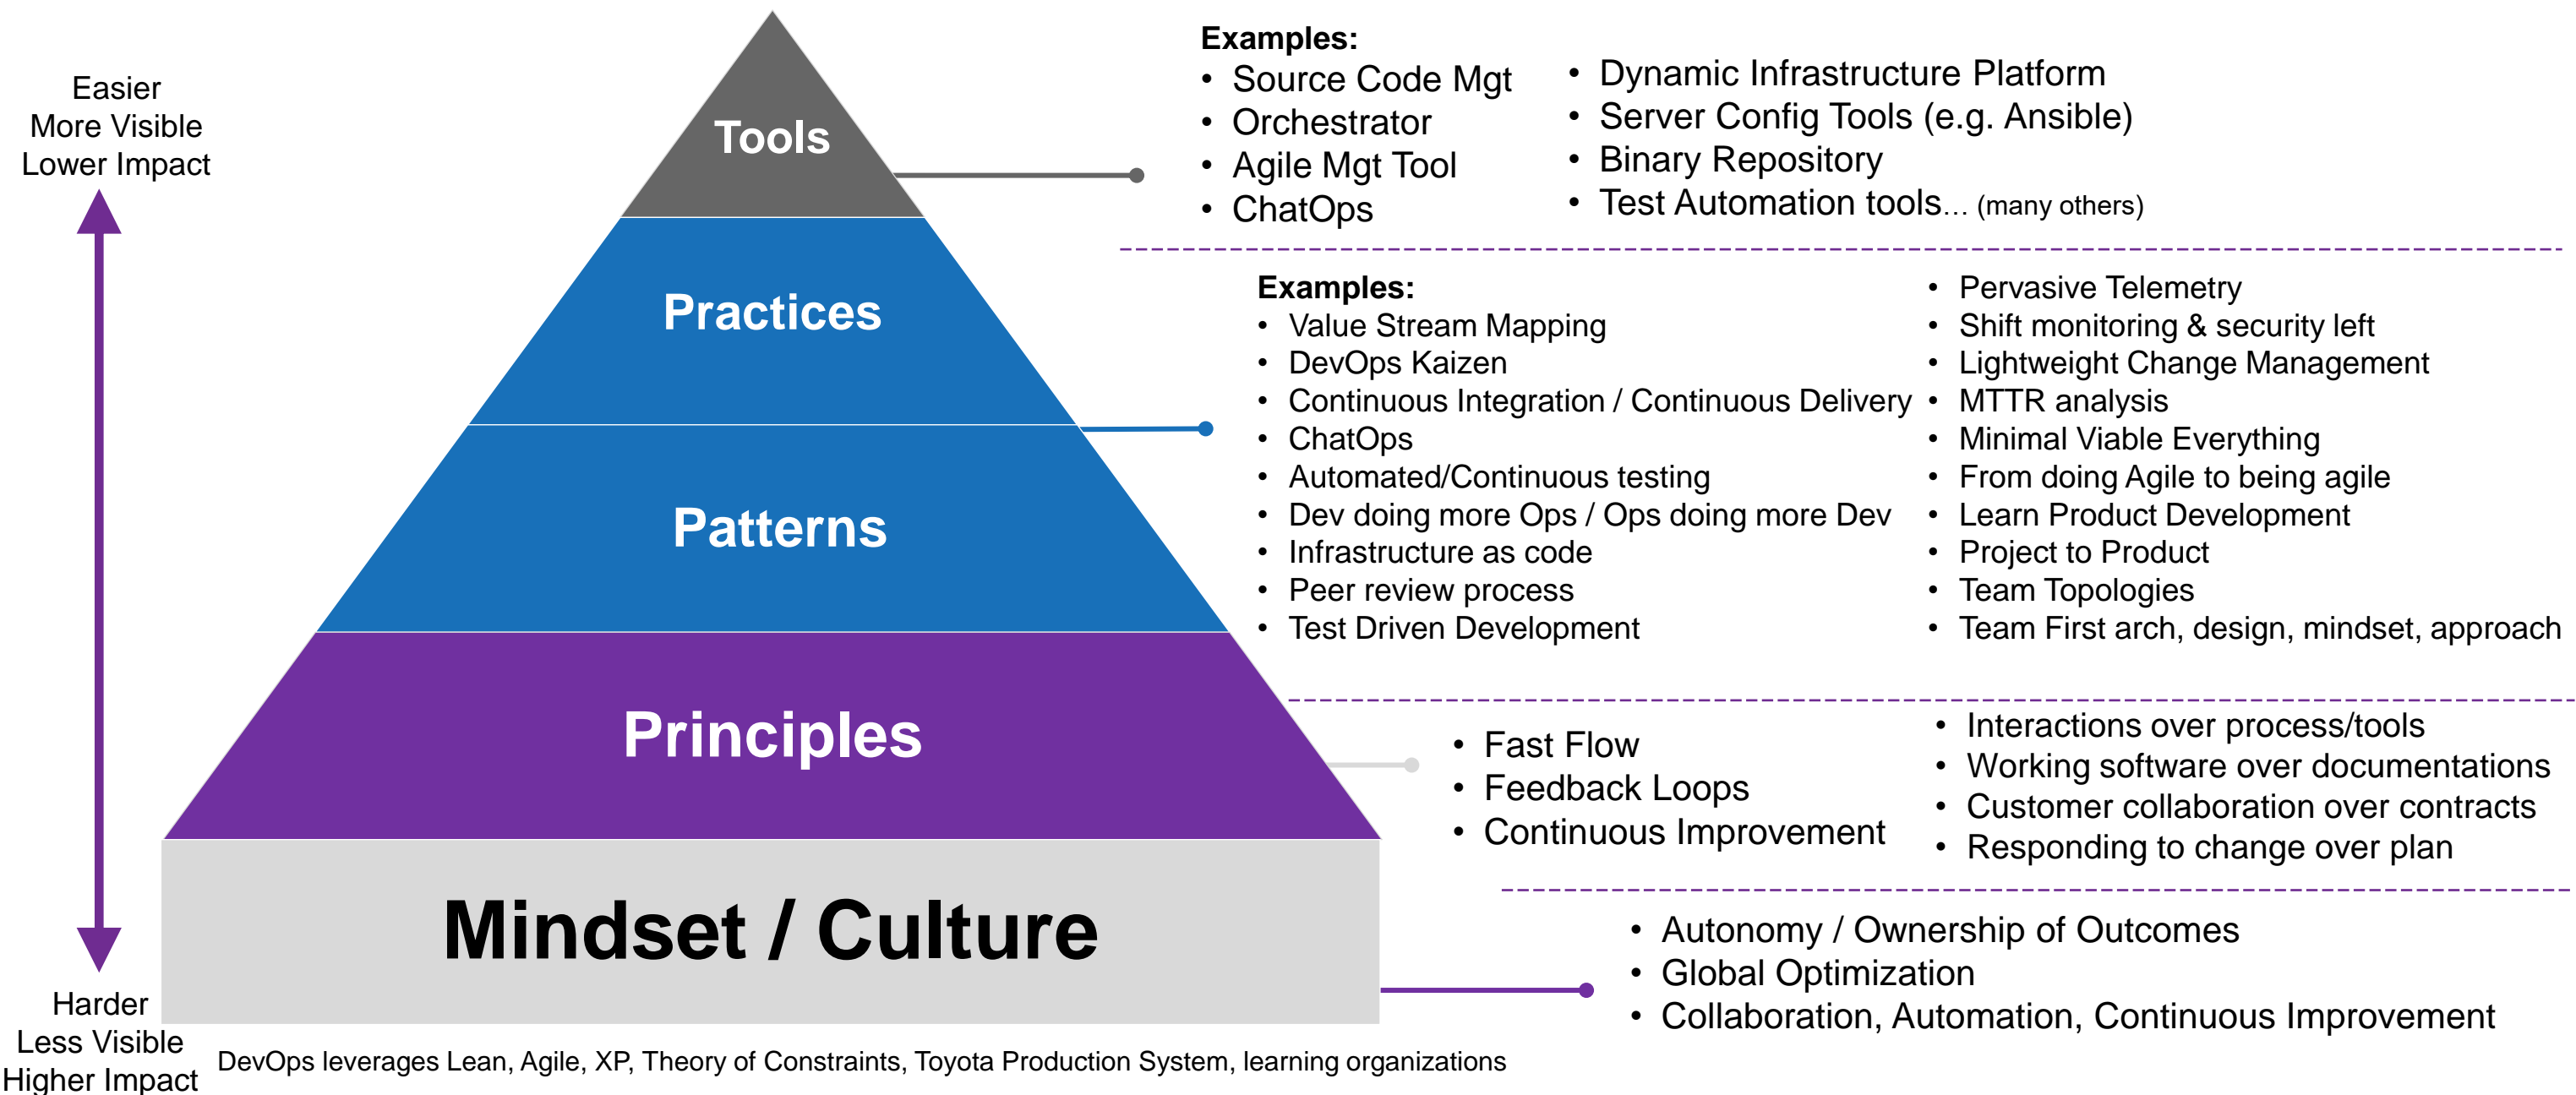 Easier
More Visible
Lower Impact
Harder
Less Visible
Higher Impact
Tools
Practices
Patterns
Principles
Mindset / Culture
Examples:
• Source Code Mgt
• Orchestrator
• Agile Mgt Tool
• ChatOps
• Dynamic Infrastructure Platform
• Server Config Tools (e.g. Ansible)
• Binary Repository
• Test Automation tools... (many others)
Examples:
• Value Stream Mapping
• DevOps Kaizen
• Continuous Integration / Continuous Delivery
• ChatOps
• Automated/Continuous testing
• Dev doing more Ops / Ops doing more Dev
• Infrastructure as code
• Peer review process
• Test Driven Development
• Pervasive Telemetry
• Shift monitoring & security left
• Lightweight Change Management
• MTTR analysis
• Minimal Viable Everything
• From doing Agile to being agile
• Learn Product Development
• Project to Product
• Team Topologies
• Team First arch, design, mindset, approach
• Fast Flow
• Feedback Loops
• Continuous Improvement
• Interactions over process/tools
• Working software over documentations
• Customer collaboration over contracts
• Responding to change over plan
• Autonomy / Ownership of Outcomes
• Global Optimization
• Collaboration, Automation, Continuous Improvement
DevOps leverages Lean, Agile, XP, Theory of Constraints, Toyota Production System, learning organizations